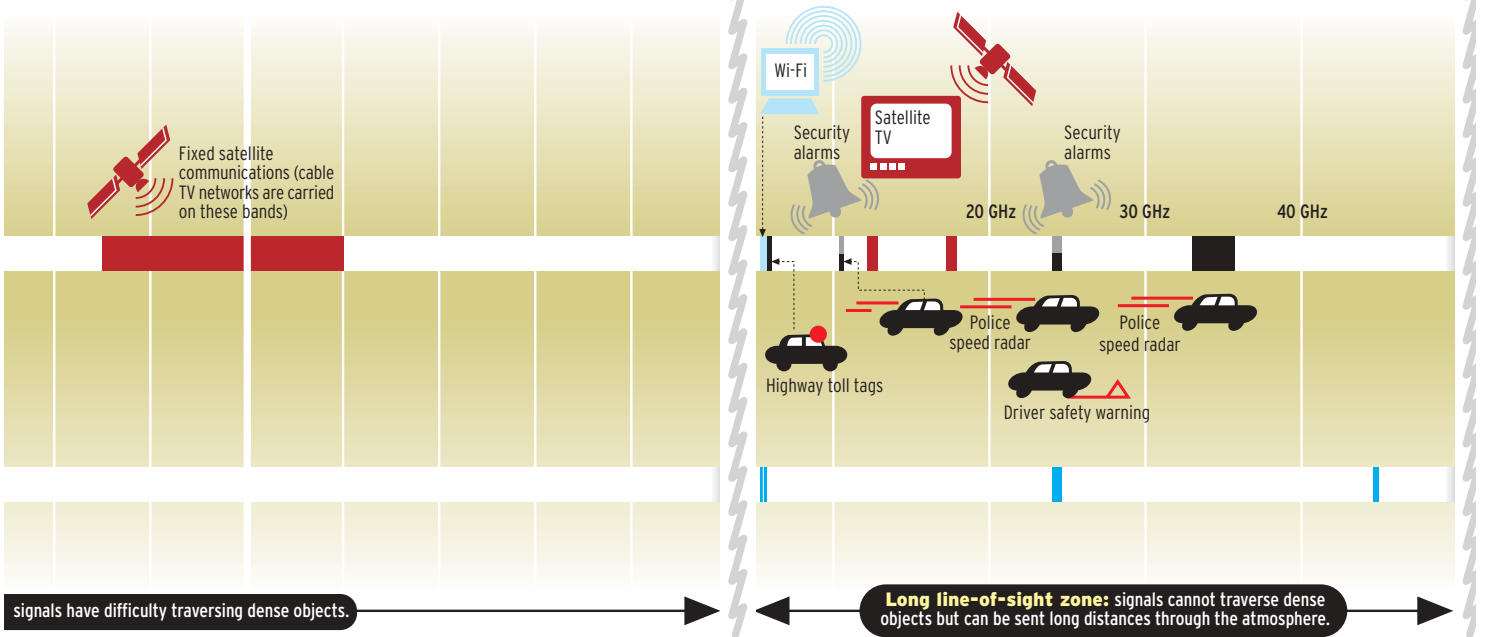 Fixed satellite
communications (cable
TV networks are carried
on these bands)
signals have difficulty traversing dense objects.
Wi-Fi
Security
alarms
Satellite
TV
Security
alarms
20 GHz
30 GHz
40 GHz
Police
speed radar
Police
speed radar
Highway toll tags
Driver safety warning
Long line-of-sight zone: signals cannot traverse dense
objects but can be sent long distances through the atmosphere.